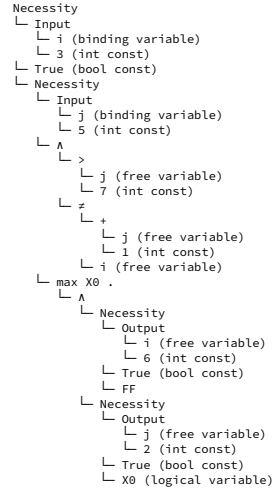 Necessity
└─ Input
└─ i (binding variable)
└─ 3 (int const)
└─ True (bool const)
└─ Necessity
└─ Input
└─ j (binding variable)
└─ 5 (int const)
└─ ∧
└─ >
└─ j (free variable)
└─ 7 (int const)
└─ ≠
└─ +
└─ j (free variable)
└─ 1 (int const)
└─ i (free variable)
└─ max X0 .
└─ ∧
└─ Necessity
└─ Output
└─ i (free variable)
└─ 6 (int const)
└─ True (bool const)
└─ FF
└─ Necessity
└─ Output
└─ j (free variable)
└─ 2 (int const)
└─ True (bool const)
└─ X0 (logical variable)